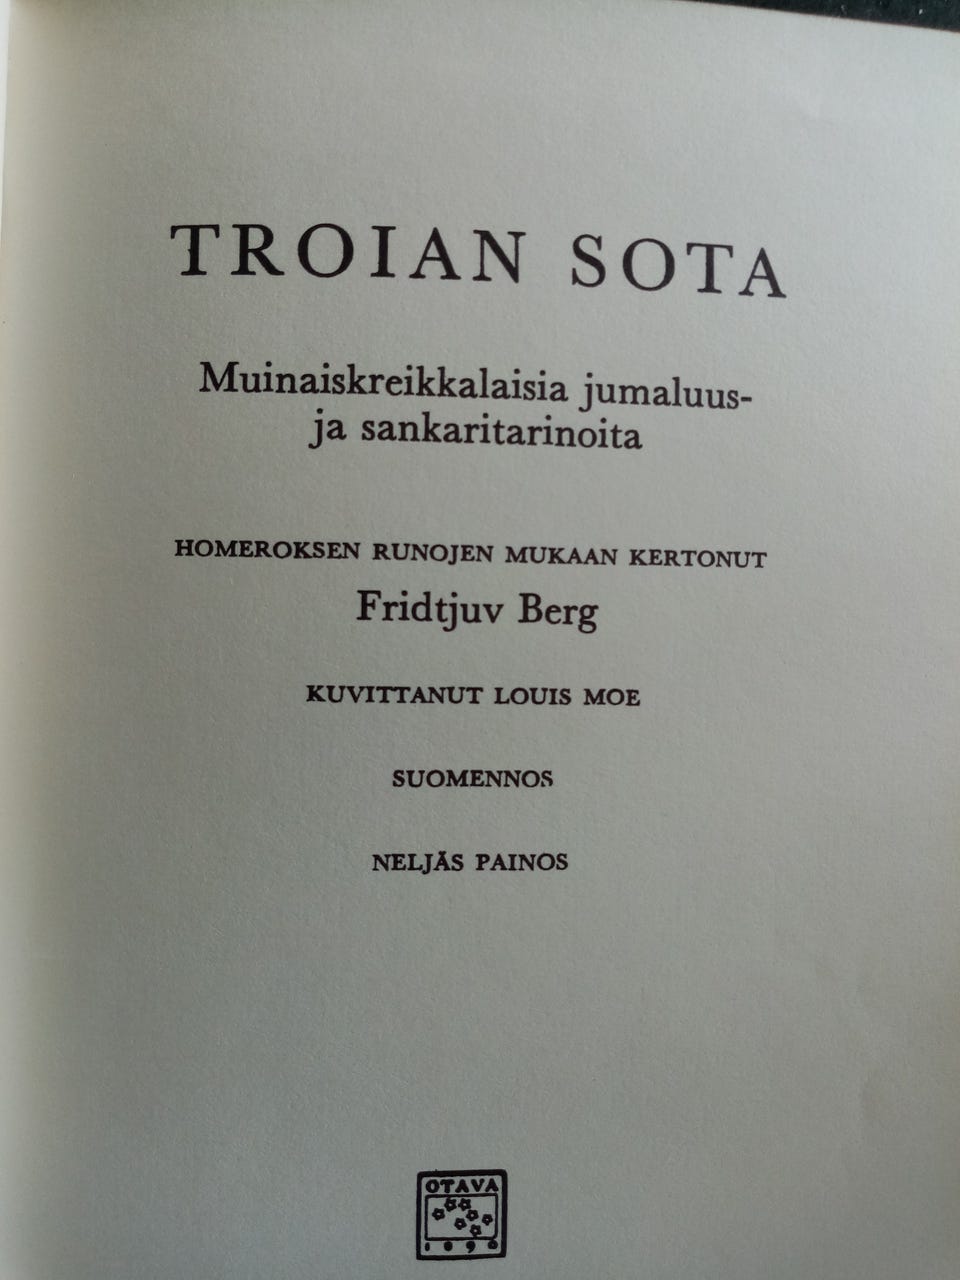 TROIAN SOTA
Muinaiskreikkalaisia jumaluus-
ja sankaritarinoita
HOMEROKSEN RUNOJEN MUKAAN KERTONUT
Fridtjuv Berg
KUVITTANUT LOUIS MOE
SUOMENNOS
NELJÄS PAINOS
OTAVA
1890